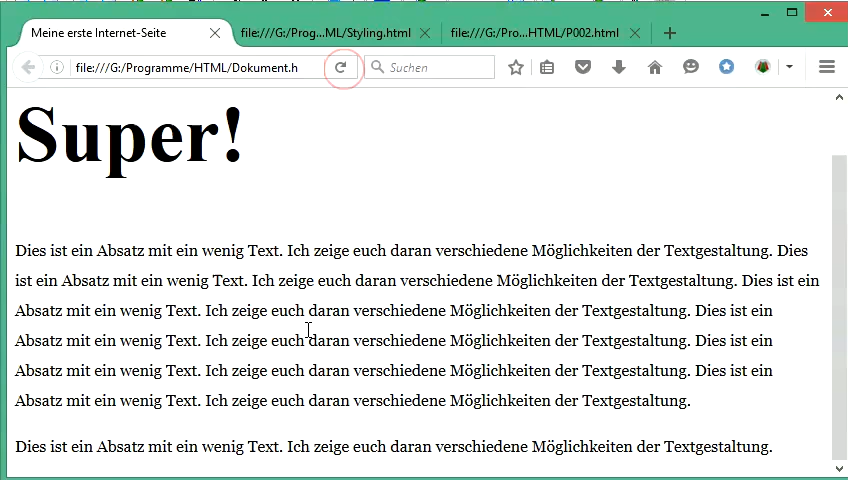 Meine erste Internet-Seite
file:///G:/Prog...ML/Styling.html
file:///G:/Pro...HTML/P002.html
file:///G:/Programme/HTML/Dokument.h
Suchen
Super!
Dies ist ein Absatz mit ein wenig Text. Ich zeige euch daran verschiedene Möglichkeiten der Textgestaltung. Dies
ist ein Absatz mit ein wenig Text. Ich zeige euch daran verschiedene Möglichkeiten der Textgestaltung. Dies ist ein
Absatz mit ein wenig Text. Ich zeige euch daran verschiedene Möglichkeiten der Textgestaltung. Dies ist ein
Absatz mit ein wenig Text. Ich zeige euch daran verschiedene Möglichkeiten der Textgestaltung. Dies ist ein
Absatz mit ein wenig Text. Ich zeige euch daran verschiedene Möglichkeiten der Textgestaltung. Dies ist ein
Absatz mit ein wenig Text. Ich zeige euch daran verschiedene Möglichkeiten der Textgestaltung.
Dies ist ein Absatz mit ein wenig Text. Ich zeige euch daran verschiedene Möglichkeiten der Textgestaltung.